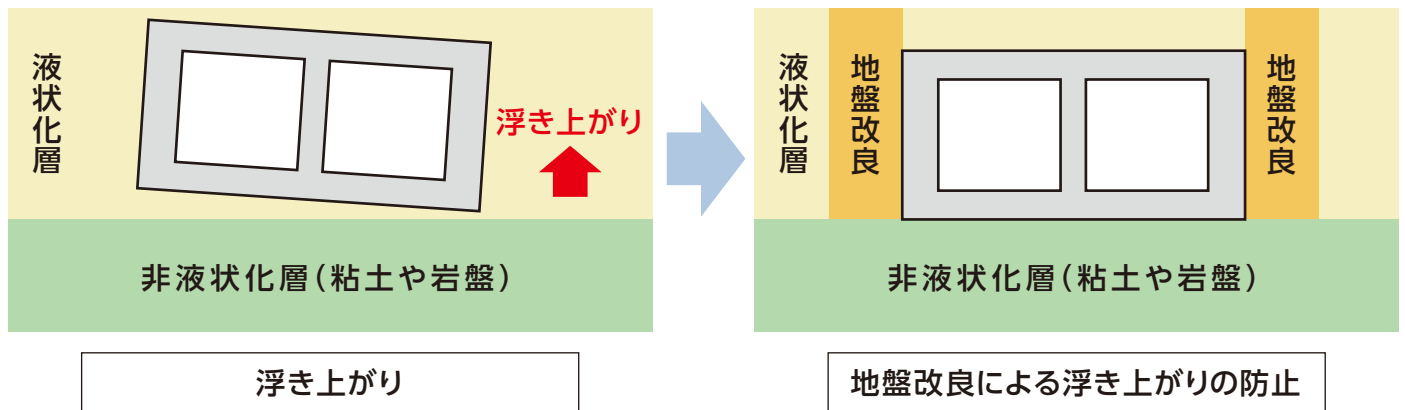 液状化層
浮き上がり
非液状化層(粘土や岩盤)
浮き上がり
液状化層
地盤改良
地盤改良
非液状化層(粘土や岩盤)
地盤改良による浮き上がりの防止